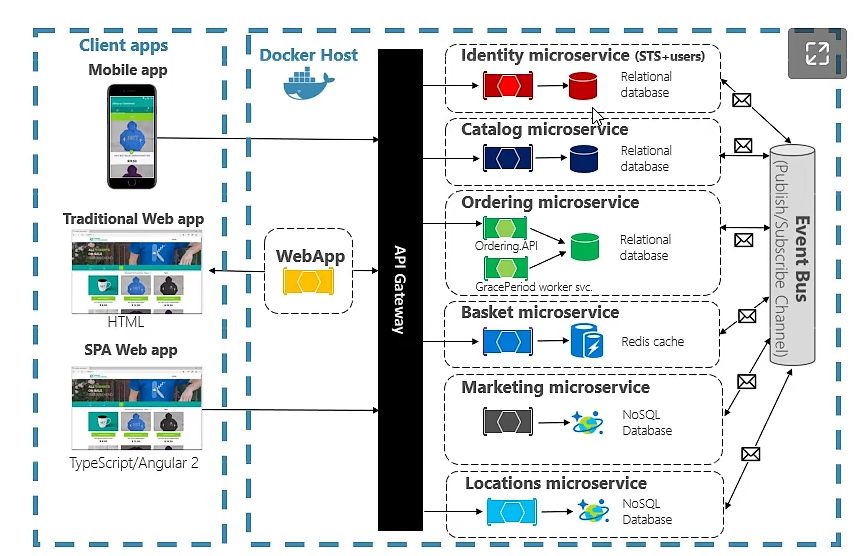 Client apps
Mobile app
Traditional Web app
HTML
SPA Web app
TypeScript/Angular 2
Docker Host
WebApp
API Gateway
Identity microservice (STS+users)
Relational
database
Catalog microservice
Relational
database
Ordering microservice
Ordering.API
GracePeriod worker svc.
Relational
database
Basket microservice
Redis cache
Marketing microservice
NoSQL
Database
Locations microservice
NoSQL
Database
Event Bus
(Publish/Subscribe Channel)